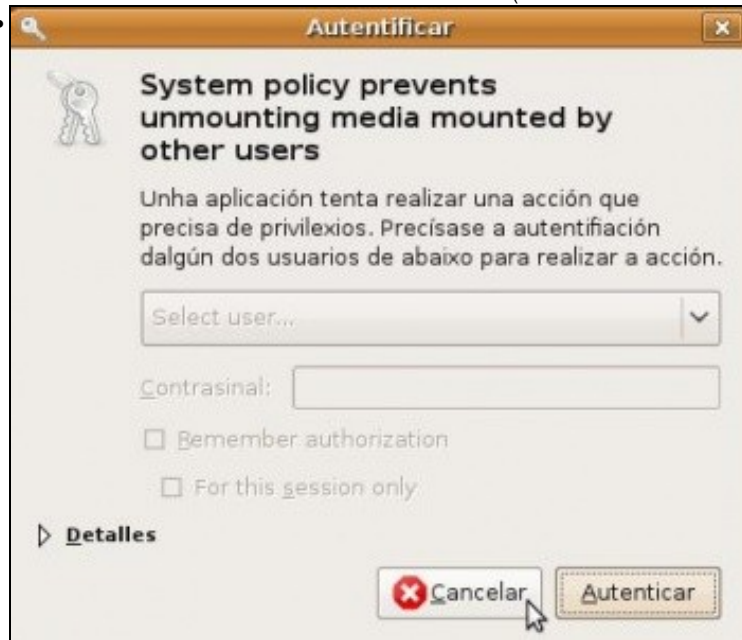 Autentificar
System policy prevents
unmounting media mounted by
other users
Unha aplicación tenta realizar una acción que
precisa de privilexios. Precísase a autentifiación
dalgún dos usuarios de abaixo para realizar a acción.
Select user...
Contrasinal:
Remember authorization
For this session only
Detalles
Cancelar
Autenticar